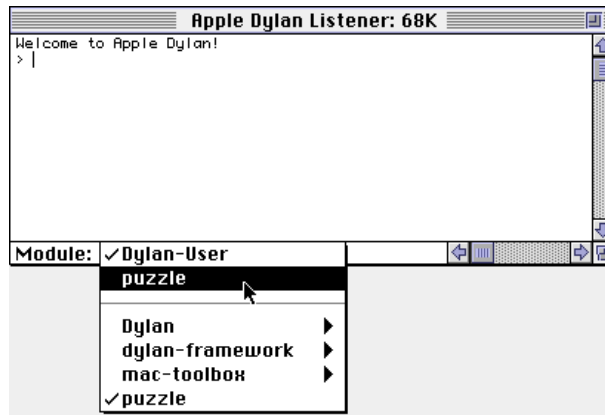 Apple Dylan Listener: 68K
Welcome to Apple Dylan!
>
Module: ✓Dylan-User
puzzle
Dylan
dylan-framework
mac-toolbox
✓puzzle